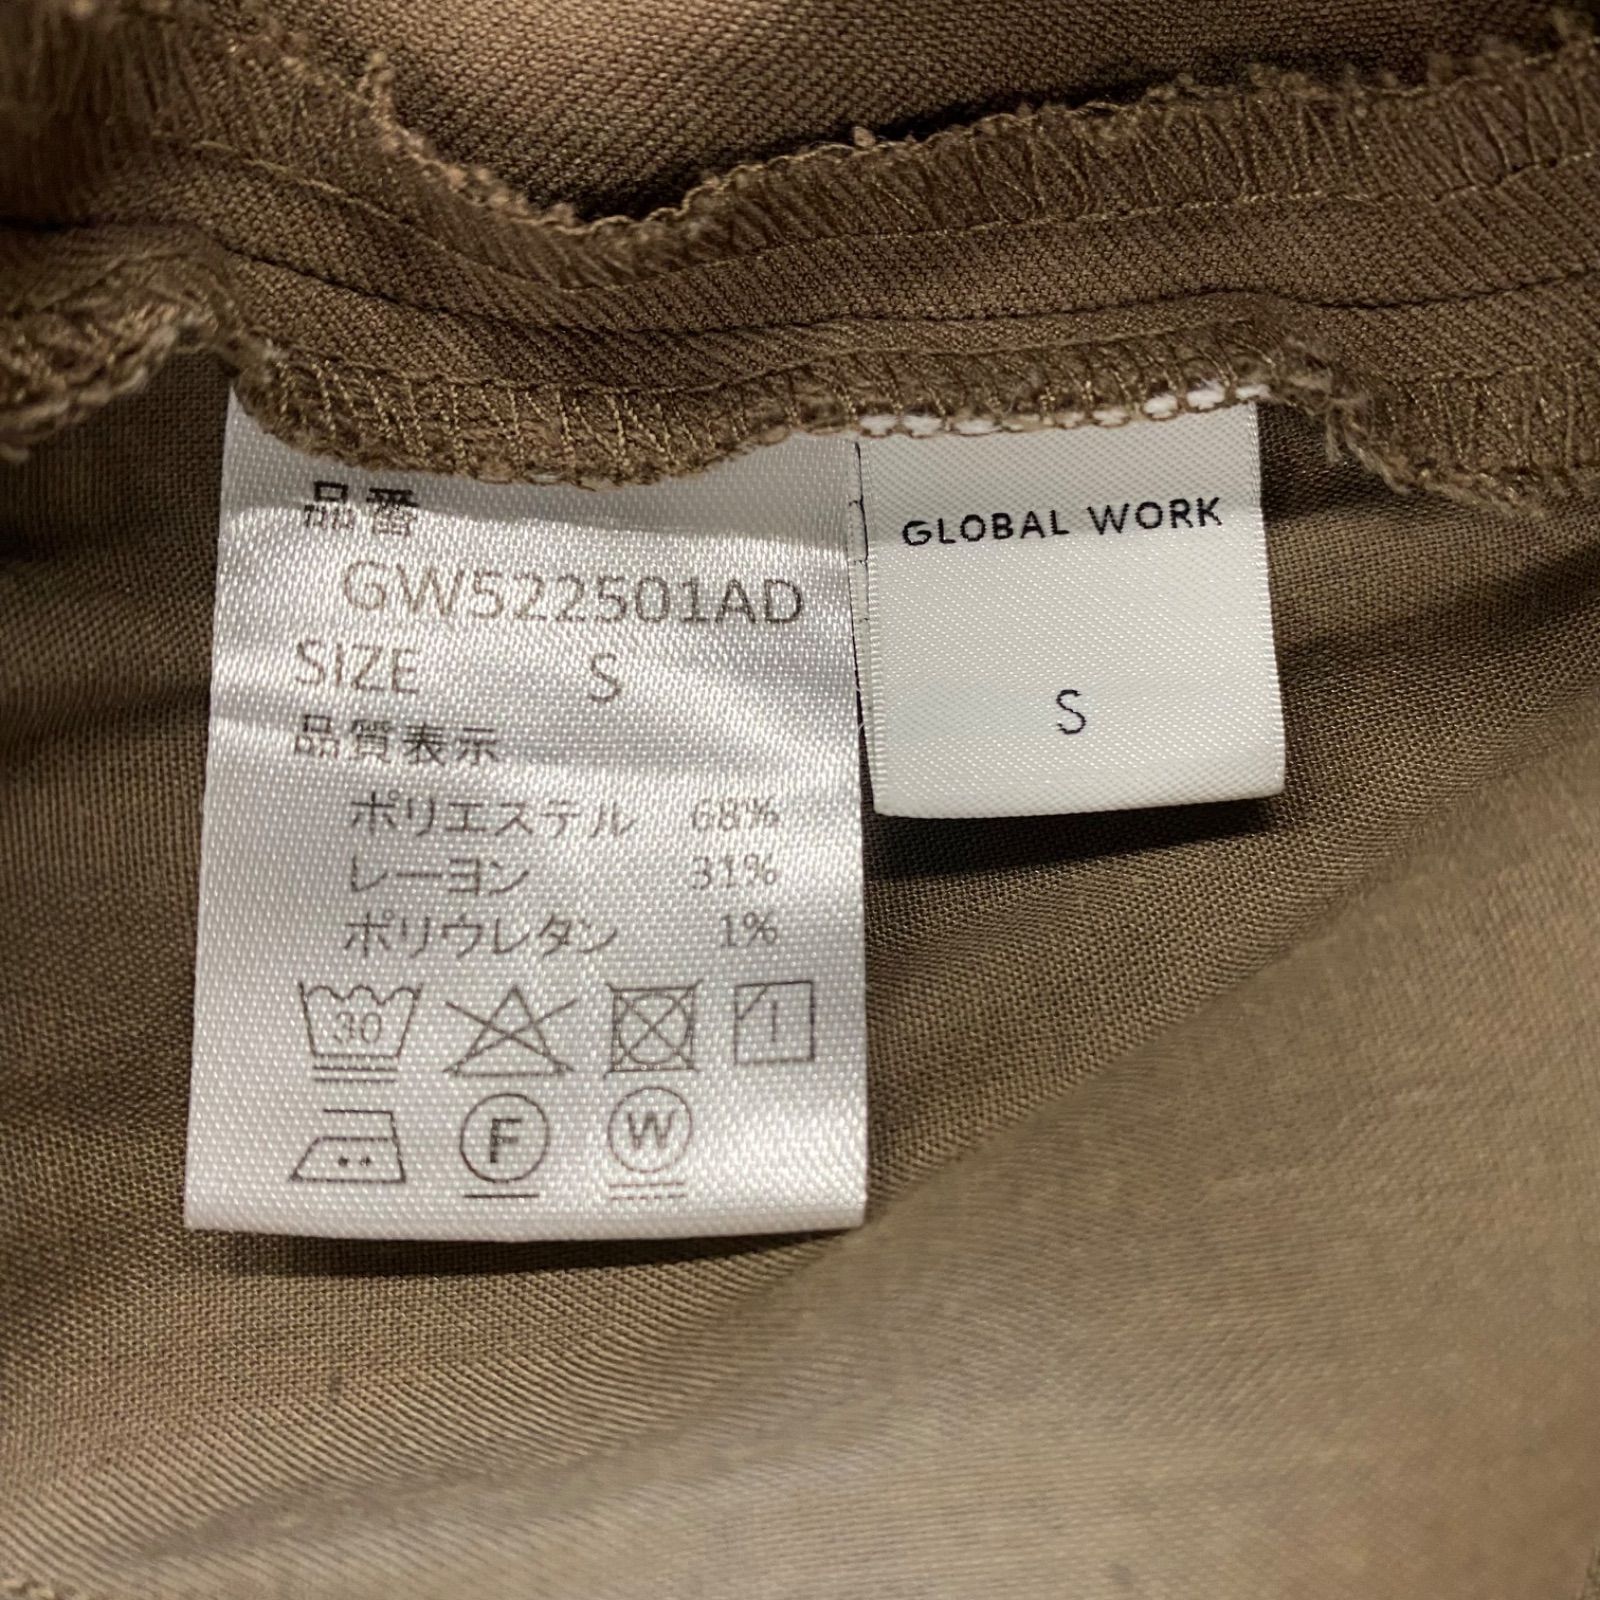 品番
GW522501AD
SIZE S
品質表示
ポリエステル 68%
レーヨン 31%
ポリウレタン 1%
30
F
W
GLOBAL WORK
S